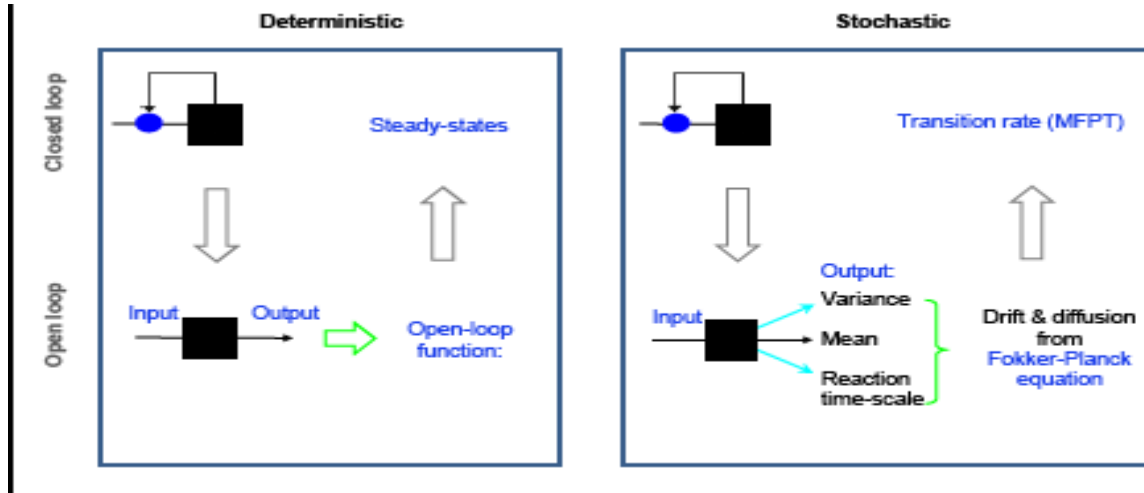 Deterministic
Stochastic
Closed loop
Steady-states
Transition rate (MFPT)
Open loop
Input
Output
Open-loop
function:
Input
Output:
Variance
Mean
Reaction
time-scale
Drift & diffusion
from
Fokker-Planck
equation